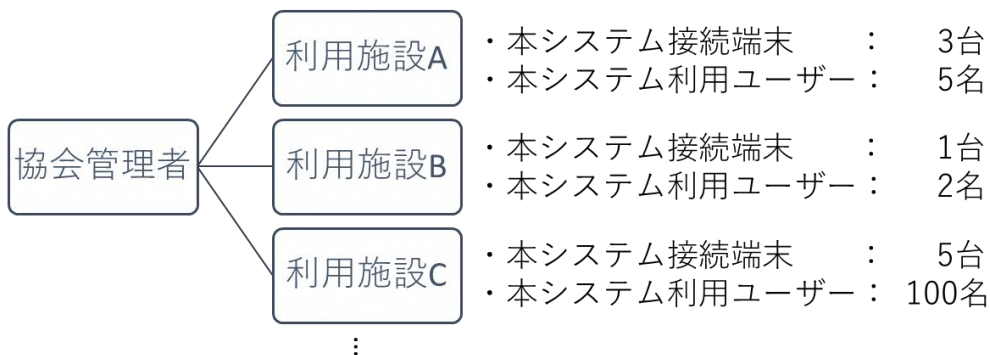 利用施設A
・本システム接続端末　　：　3台
・本システム利用ユーザー：　5名
協会管理者
利用施設B
・本システム接続端末　　：　1台
・本システム利用ユーザー：　2名
利用施設C
・本システム接続端末　　：　5台
・本システム利用ユーザー：　100名
⋮